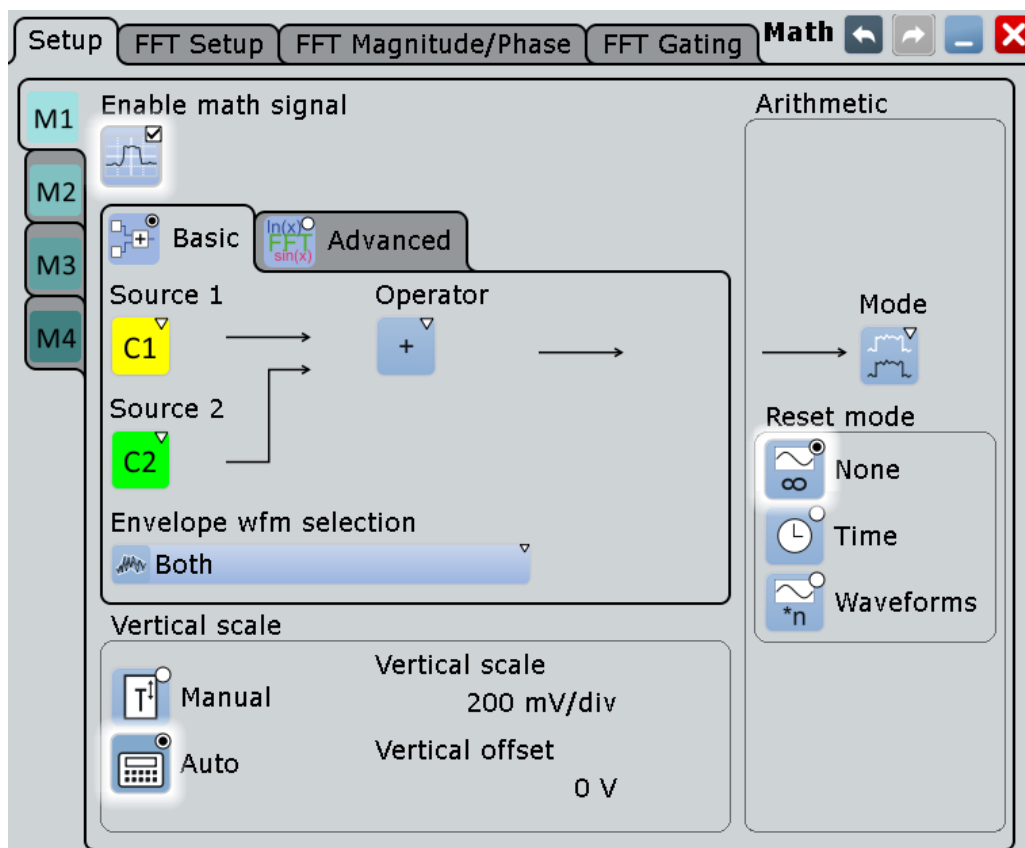 Setup
FFT Setup
FFT Magnitude/Phase
FFT Gating
Math
M1
M2
M3
M4
Enable math signal
Basic
ln(x)
FFT
sin(x)
Advanced
Source 1
C1
Operator
+
Source 2
C2
Envelope wfm selection
Both
Vertical scale
Manual
Auto
Vertical scale
200 mV/div
Vertical offset
0 V
Arithmetic
Mode
Reset mode
∞
None
Time
*n
Waveforms